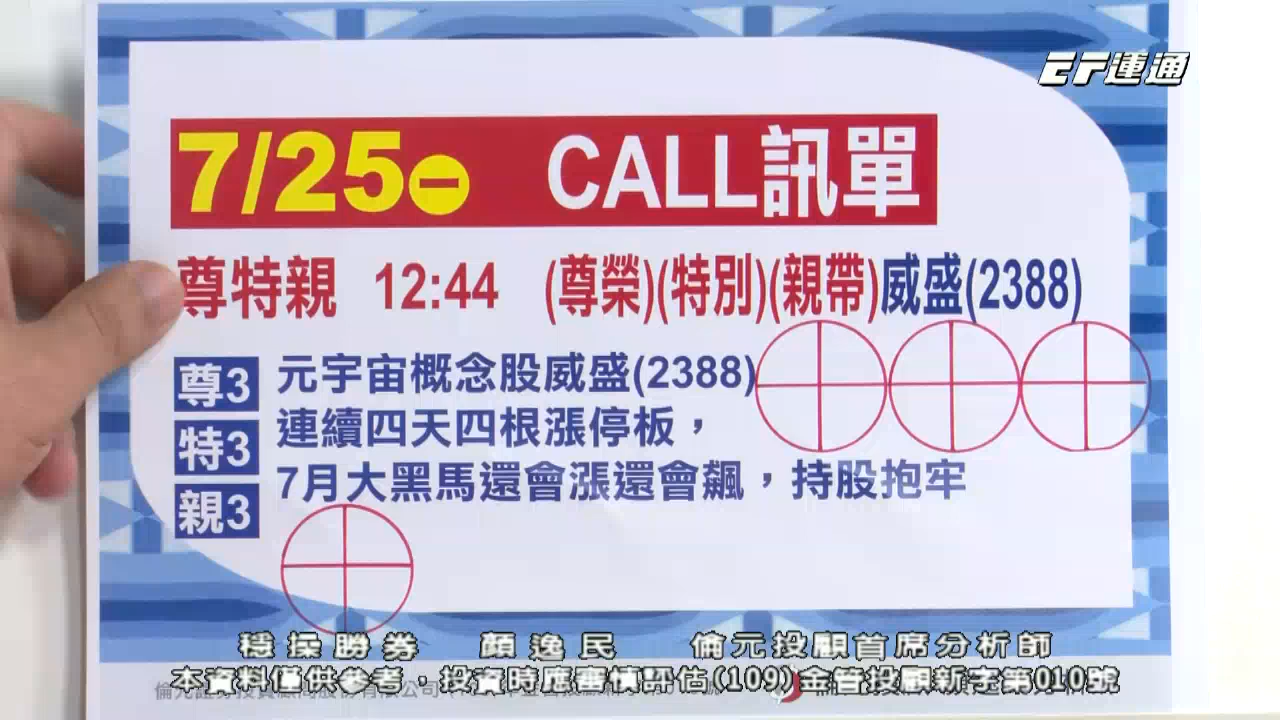 EF運通
7/25㊀ CALL訊單
尊特親 12:44 (尊榮)(特別)(親帶)威盛(2388)
尊3 元宇宙概念股威盛(2388)
特3 連續四天四根漲停板，
親3 7月大黑馬還會漲還會飆，持股抱牢
穩操勝券 顏逸民 倫元投顧首席分析師
本資料僅供參考，投資時應審慎評估(109)金管投顧新字第010號